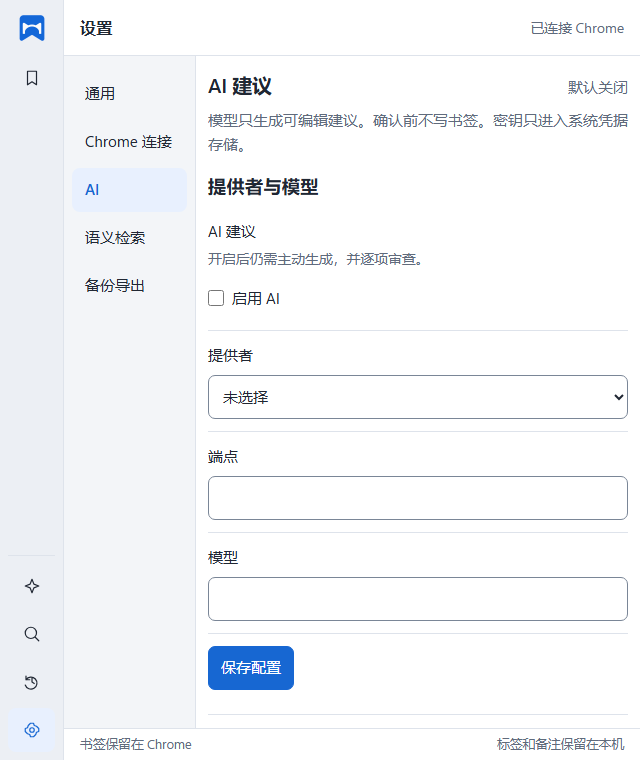 设置
已连接 Chrome
通用
Chrome 连接
AI
语义检索
备份导出
AI 建议
默认关闭
模型只生成可编辑建议。确认前不写书签。密钥只进入系统凭据
存储。
提供者与模型
AI 建议
开启后仍需主动生成，并逐项审查。
启用 AI
提供者
未选择
端点
模型
保存配置
书签保留在 Chrome
标签和备注保留在本机